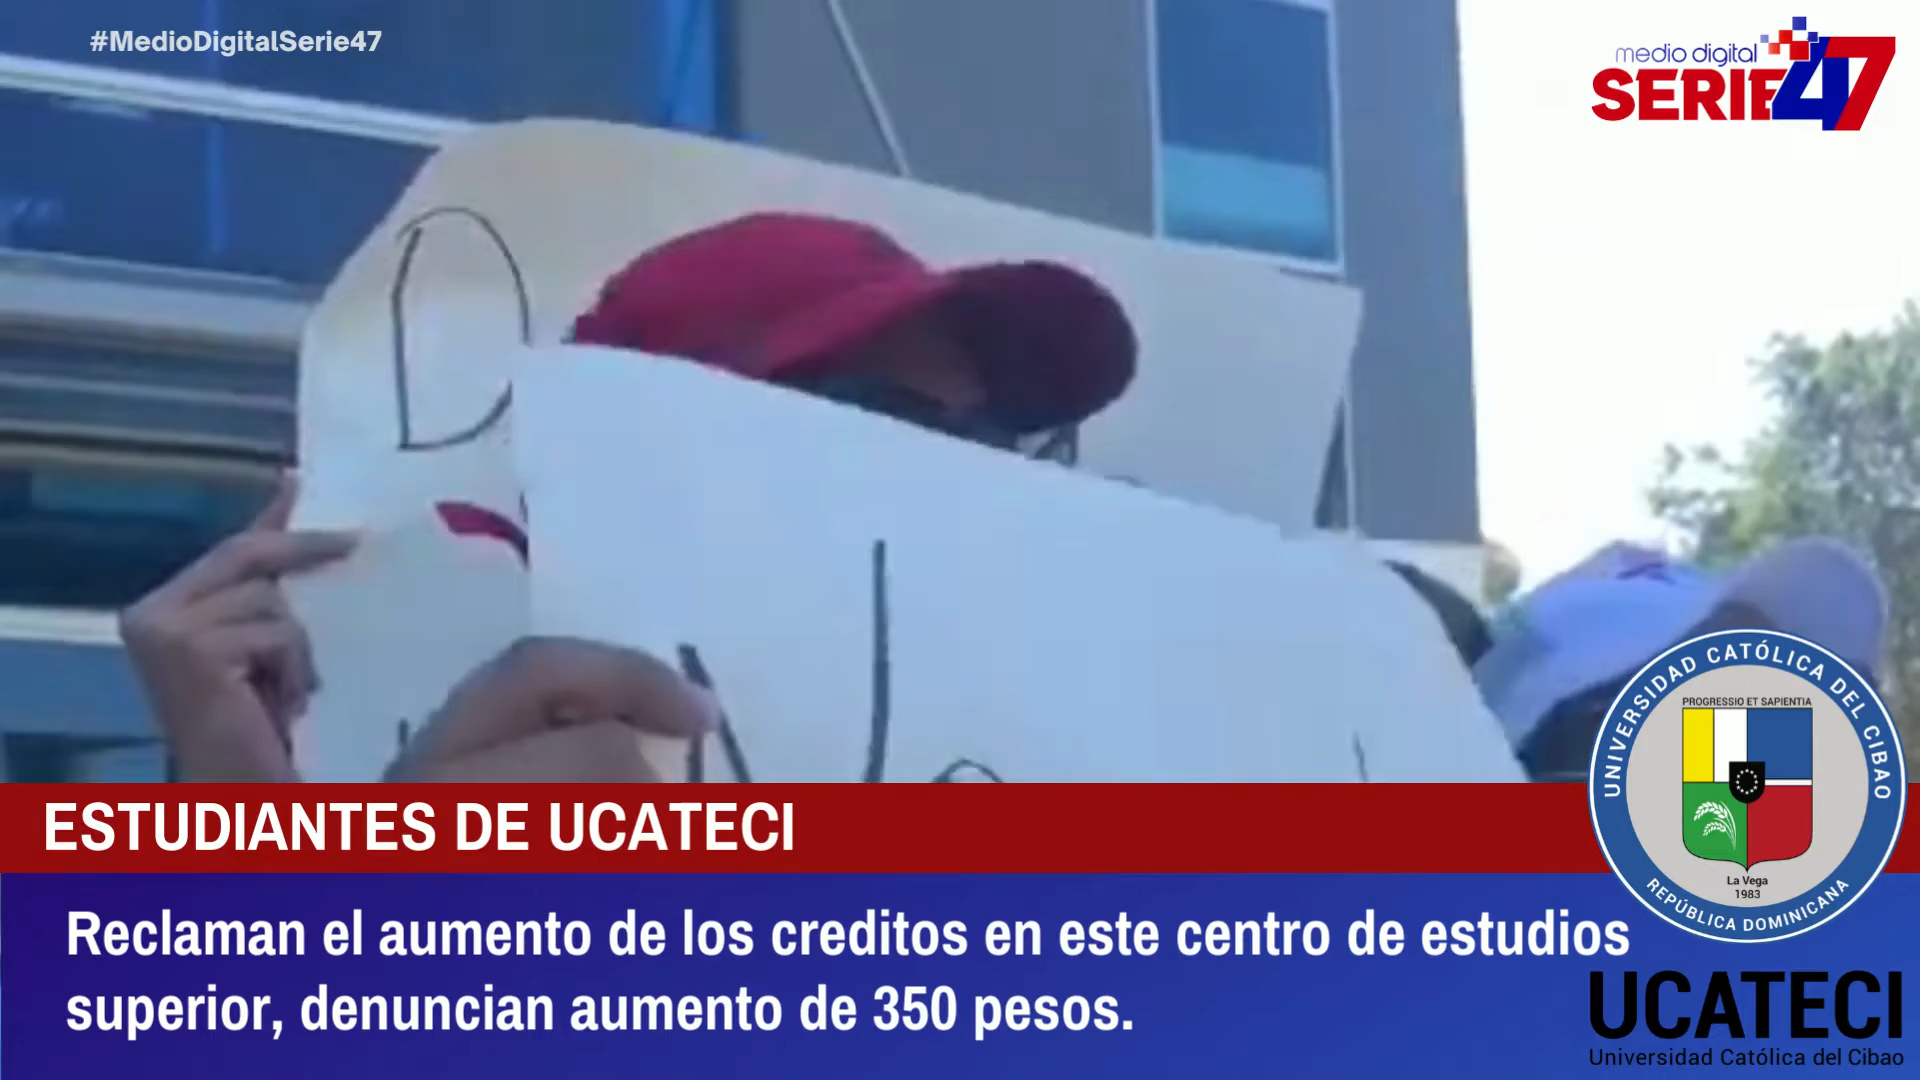 #MedioDigitalSerie47
medio digital
SERIE47
UNIVERSIDAD CATÓLICA DEL CIBAO
PROGRESSIO ET SAPIENTIA
La Vega
1983
REPÚBLICA DOMINICANA
ESTUDIANTES DE UCATECI
Reclaman el aumento de los creditos en este centro de estudios
superior, denuncian aumento de 350 pesos.
UCATECI
Universidad Católica del Cibao